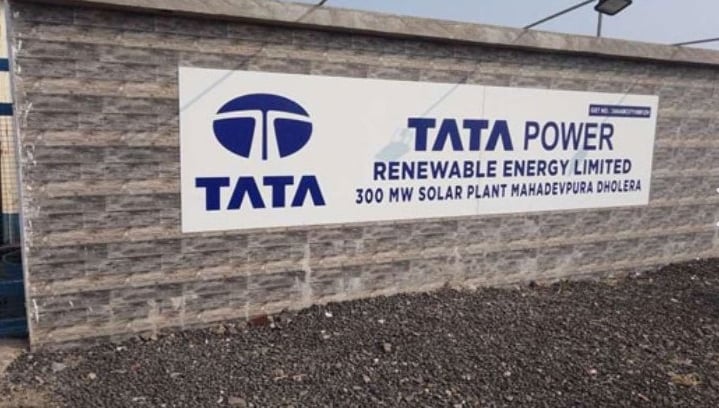 TATA
TATA POWER
RENEWABLE ENERGY LIMITED
300 MW SOLAR PLANT MAHADEVPURA DHOLERA